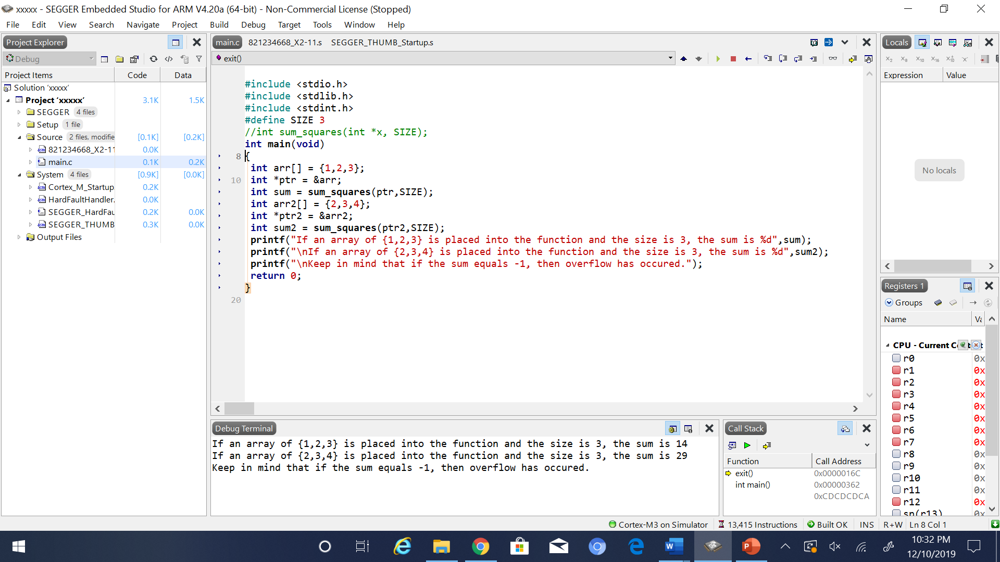 xxxxx - SEGGER Embedded Studio for ARM V4.20a (64-bit) - Non-Commercial License (Stopped)
File Edit View Search Navigate Project Build Debug Target Tools Window Help
Project Explorer
Debug
Project Items Code Data
Solution 'xxxxx'
Project 'xxxxx' 3.1K 1.5K
SEGGER 4 files
Setup 1 file
Source 2 files, modifie [0.1K] [0.2K]
821234668_X2-11 0.0K
main.c 0.1K 0.2K
System 4 files [0.9K] [0.0K]
Cortex_M_Startup 0.2K
HardFaultHandler. 0.0K
SEGGER_HardFau 0.2K 0.0K
SEGGER_THUMB 0.3K 0.0K
Output Files
main.c 821234668_X2-11.s SEGGER_THUMB_Startup.s
exit()
#include <stdio.h>
#include <stdlib.h>
#include <stdint.h>
#define SIZE 3
//int sum_squares(int *x, SIZE);
int main(void)
8 {
int arr[] = {1,2,3};
10 int *ptr = &arr;
int sum = sum_squares(ptr,SIZE);
int arr2[] = {2,3,4};
int *ptr2 = &arr2;
int sum2 = sum_squares(ptr2,SIZE);
printf("If an array of {1,2,3} is placed into the function and the size is 3, the sum is %d",sum);
printf("\nIf an array of {2,3,4} is placed into the function and the size is 3, the sum is %d",sum2);
printf("\nKeep in mind that if the sum equals -1, then overflow has occured.");
return 0;
}
20
Debug Terminal
If an array of {1,2,3} is placed into the function and the size is 3, the sum is 14
If an array of {2,3,4} is placed into the function and the size is 3, the sum is 29
Keep in mind that if the sum equals -1, then overflow has occured.
Call Stack
Function Call Address
exit() 0x0000016C
int main() 0x00000362
0xCDCDCDCA
Locals
x2 x8 x10 x16 x±10 'x'
Expression Value
No locals
Registers 1
Groups
Name Va
CPU - Current Co
r0 0x
r1 0x
r2 0x
r3 0x
r4 0x
r5 0x
r6 0x
r7 0x
r8 0x
r9 0x
r10 0x
r11 0x
r12 0x
sp(r13) 0x
Cortex-M3 on Simulator 13,415 Instructions Built OK INS R+W Ln 8 Col 1
10:32 PM
12/10/2019